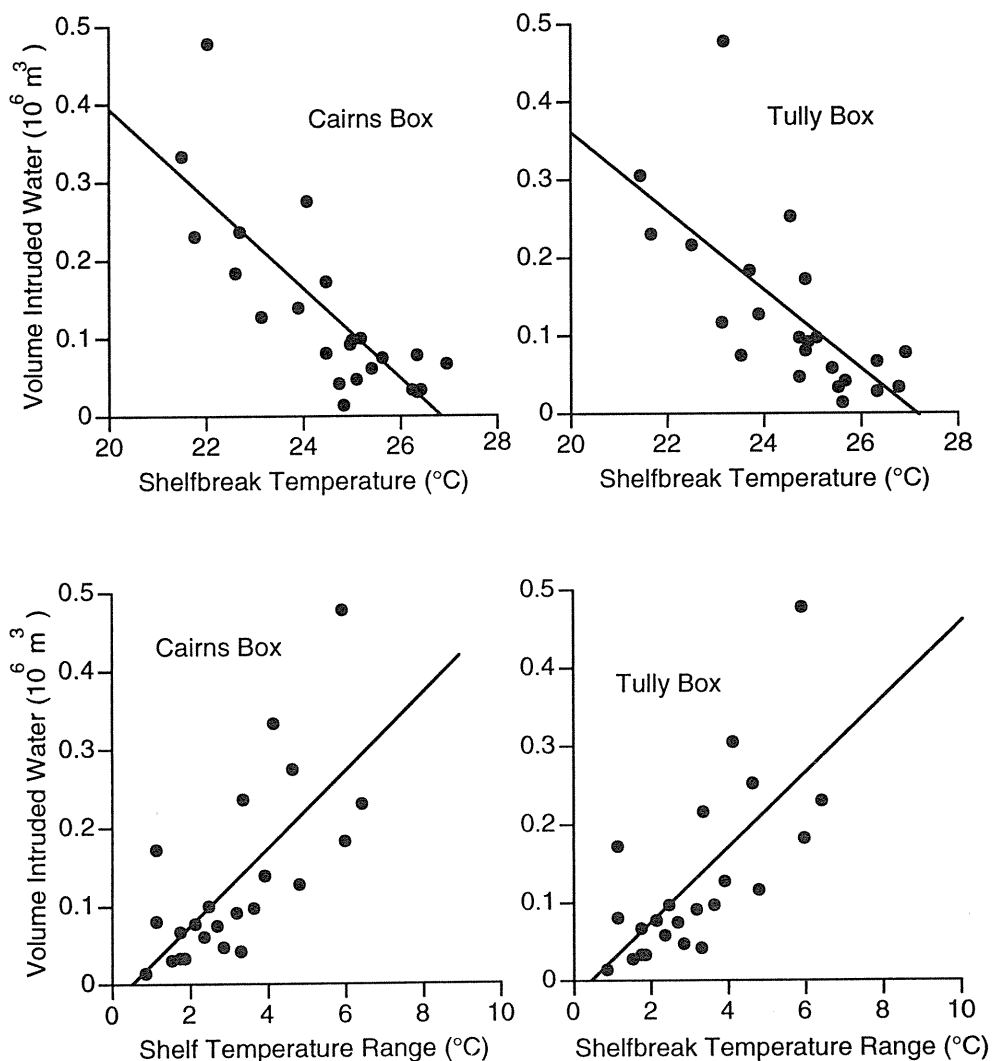 Volume Intruded Water (10⁶ m³)
0.5
0.4
0.3
0.2
0.1
0
Cairns Box
20 22 24 26 28
Shelfbreak Temperature (°C)
0.5
0.4
0.3
0.2
0.1
0
Tully Box
20 22 24 26 28
Shelfbreak Temperature (°C)
Volume Intruded Water (10⁶ m³)
0.5
0.4
0.3
0.2
0.1
0
Cairns Box
0 2 4 6 8 10
Shelf Temperature Range (°C)
0.5
0.4
0.3
0.2
0.1
0
Tully Box
0 2 4 6 8 10
Shelfbreak Temperature Range (°C)